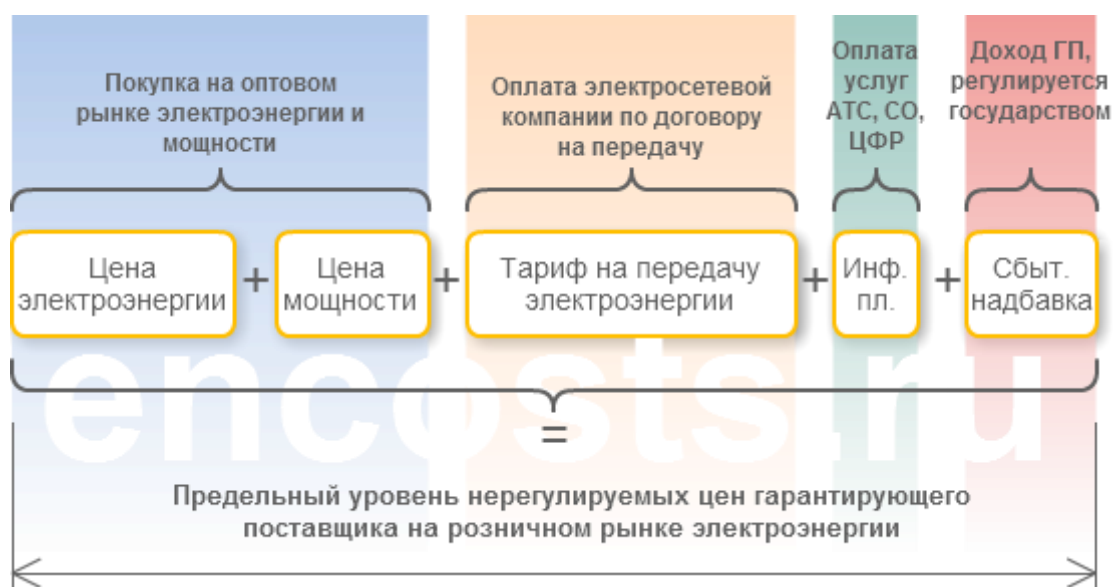 Покупка на оптовом
рынке электроэнергии и
мощности
Оплата электросетевой
компании по договору
на передачу
Оплата
услуг
АТС, СО,
ЦФР
Доход ГП,
регулируется
государством
Цена
электроэнергии
+
Цена
мощности
+
Тариф на передачу
электроэнергии
+
Инф.
пл.
+
Сбыт.
надбавка
encosts.ru
=
Предельный уровень нерегулируемых цен гарантирующего
поставщика на розничном рынке электроэнергии